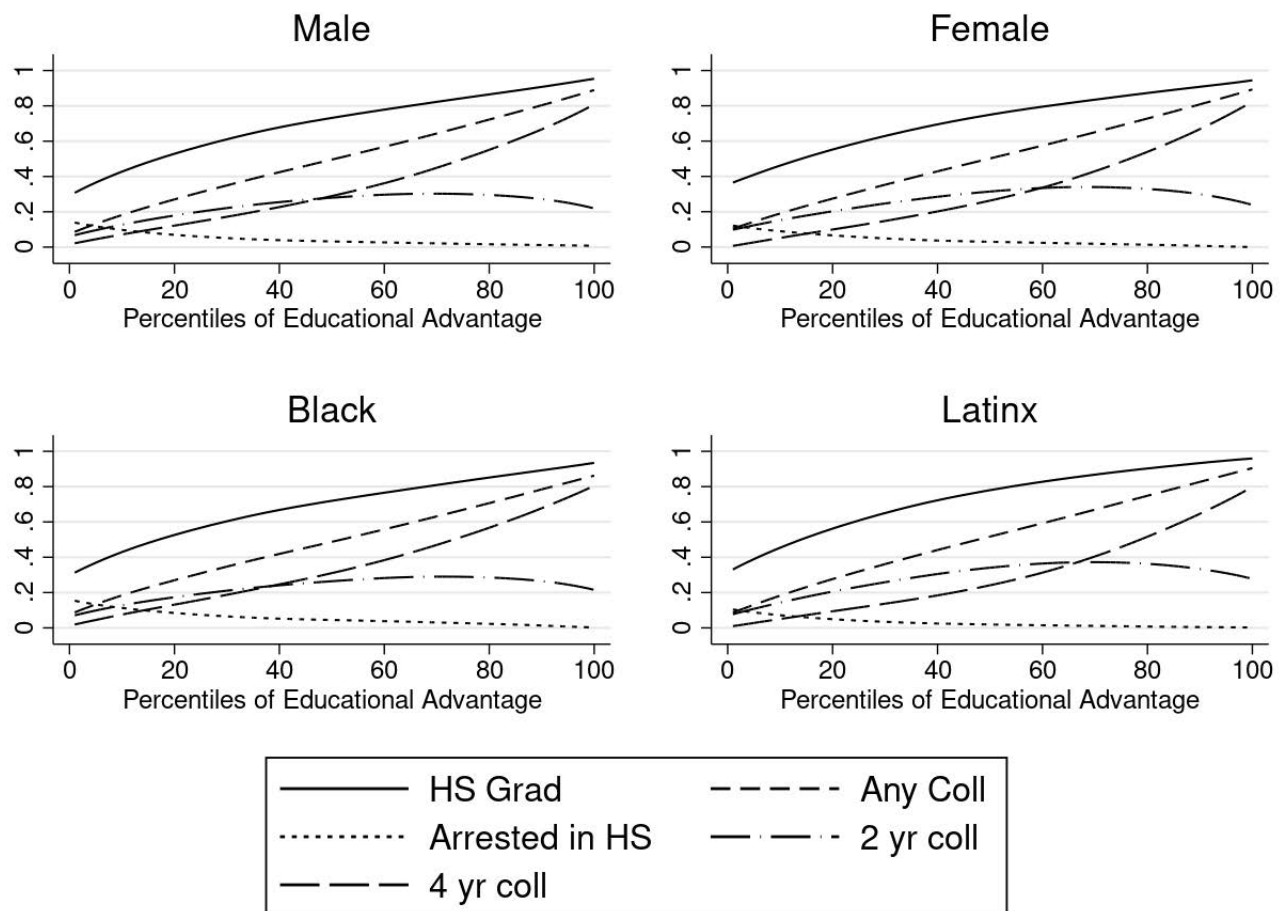 Male
1
.8
.6
.4
.2
0
0 20 40 60 80 100
Percentiles of Educational Advantage
Female
1
.8
.6
.4
.2
0
0 20 40 60 80 100
Percentiles of Educational Advantage
Black
1
.8
.6
.4
.2
0
0 20 40 60 80 100
Percentiles of Educational Advantage
Latinx
1
.8
.6
.4
.2
0
0 20 40 60 80 100
Percentiles of Educational Advantage
HS Grad
Any Coll
Arrested in HS
2 yr coll
4 yr coll